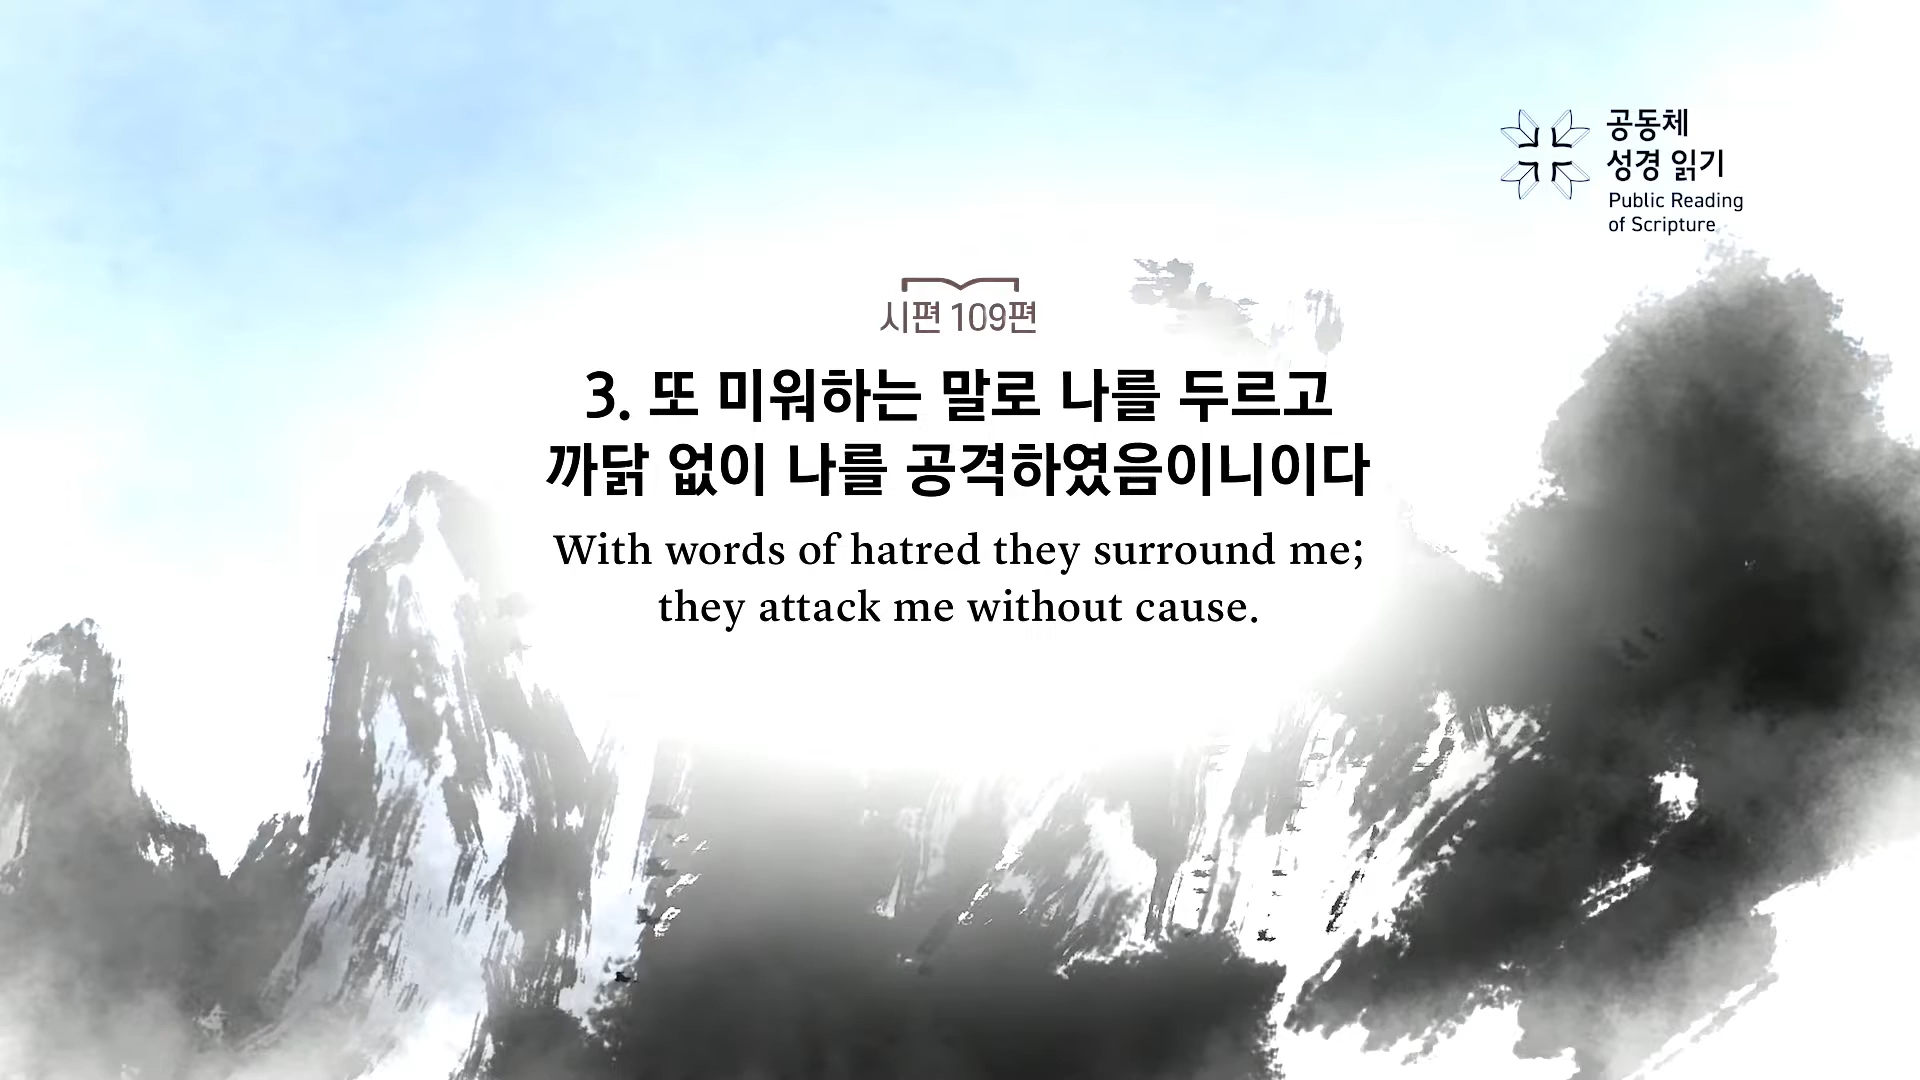 공동체
성경 읽기
Public Reading
of Scripture
시편 109편
3. 또 미워하는 말로 나를 두르고
까닭 없이 나를 공격하였음이니이다
With words of hatred they surround me;
they attack me without cause.